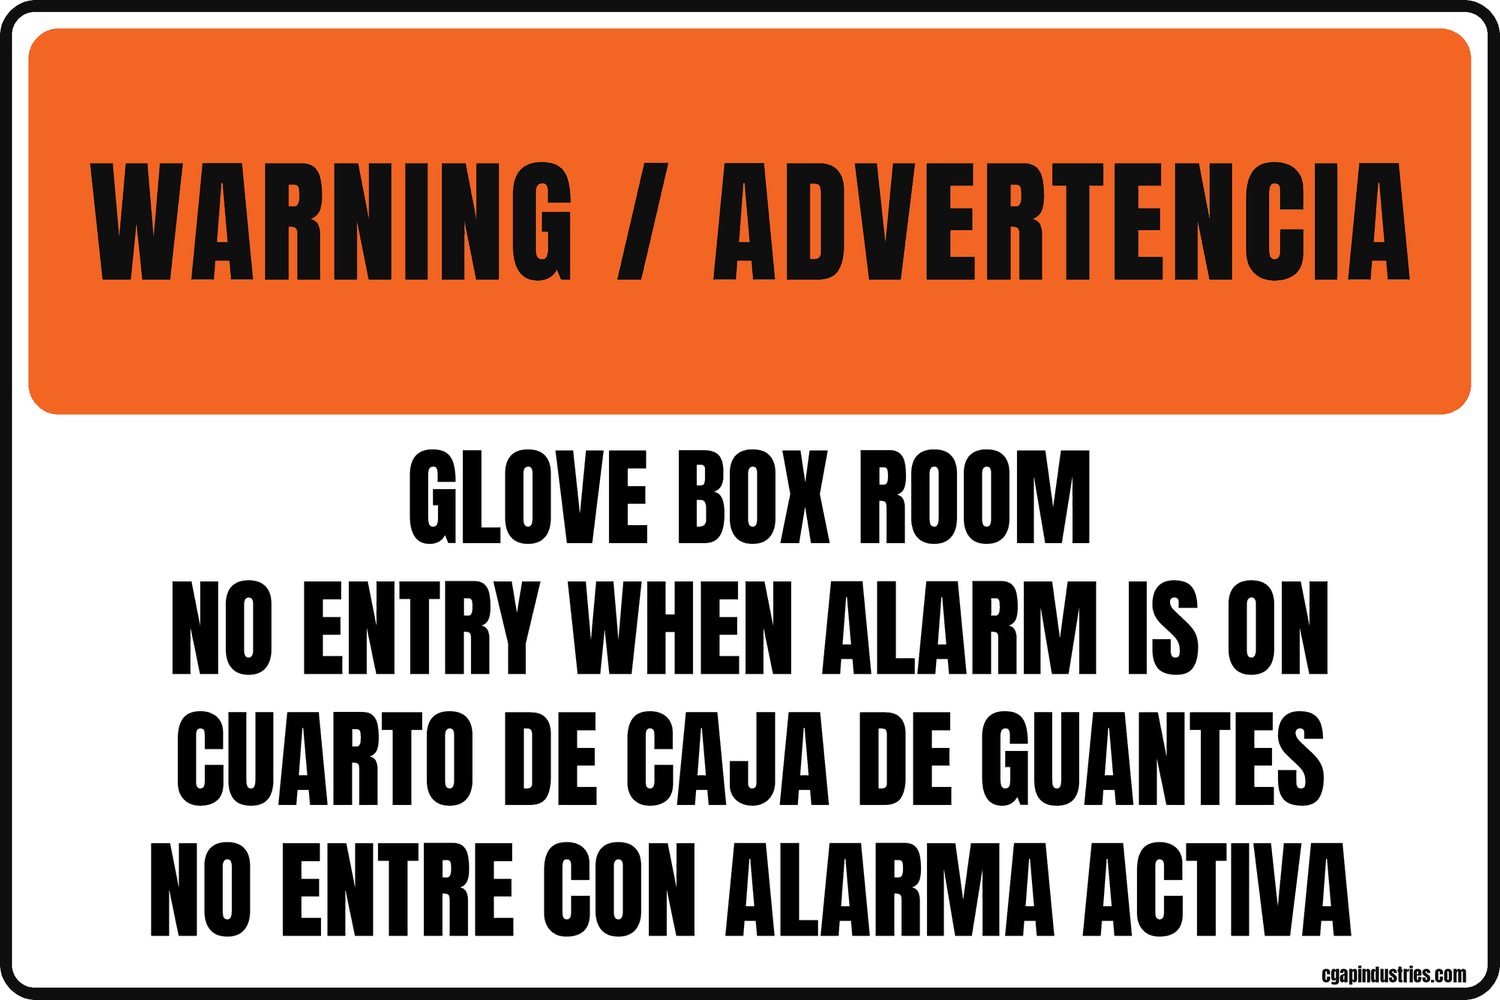 WARNING / ADVERTENCIA
GLOVE BOX ROOM
NO ENTRY WHEN ALARM IS ON
CUARTO DE CAJA DE GUANTES
NO ENTRE CON ALARMA ACTIVA
cgapindustries.com